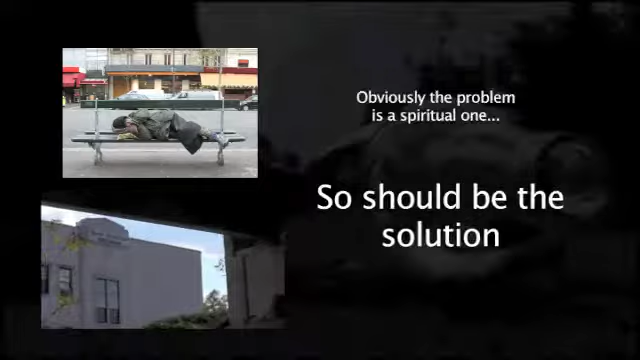 Obviously the problem
is a spiritual one...
So should be the
solution